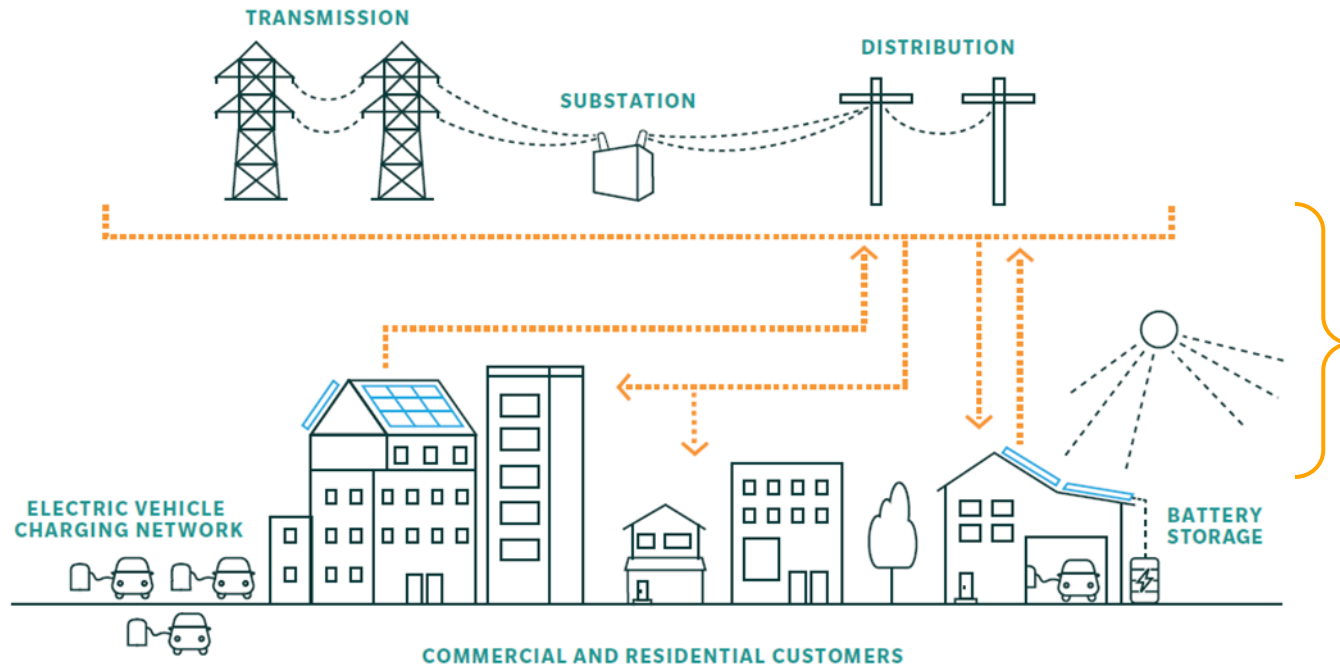 TRANSMISSION
DISTRIBUTION
SUBSTATION
ELECTRIC VEHICLE
CHARGING NETWORK
BATTERY
STORAGE
COMMERCIAL AND RESIDENTIAL CUSTOMERS